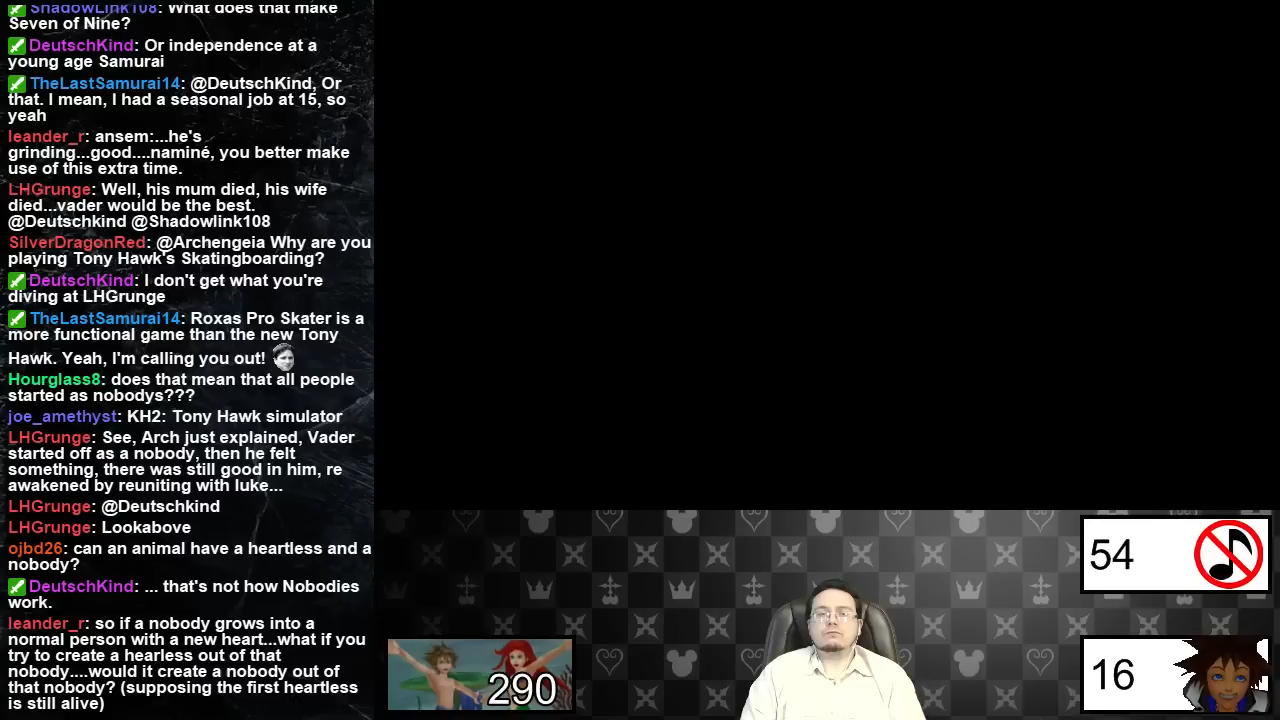 ShadowLink108: What does that make
Seven of Nine?
DeutschKind: Or independence at a
young age Samurai
TheLastSamurai14: @DeutschKind, Or
that. I mean, I had a seasonal job at 15, so
yeah
leander_r: ansem:...he's
grinding...good....naminé, you better make
use of this extra time.
LHGrunge: Well, his mum died, his wife
died...vader would be the best.
@Deutschkind @Shadowlink108
SilverDragonRed: @Archengeia Why are you
playing Tony Hawk's Skatingboarding?
DeutschKind: I don't get what you're
diving at LHGrunge
TheLastSamurai14: Roxas Pro Skater is a
more functional game than the new Tony
Hawk. Yeah, I'm calling you out!
Hourglass8: does that mean that all people
started as nobodys???
joe_amethyst: KH2: Tony Hawk simulator
LHGrunge: See, Arch just explained, Vader
started off as a nobody, then he felt
something, there was still good in him, re
awakened by reuniting with luke...
LHGrunge: @Deutschkind
LHGrunge: Lookabove
ojbd26: can an animal have a heartless and a
nobody?
DeutschKind: ... that's not how Nobodies
work.
leander_r: so if a nobody grows into a
normal person with a new heart...what if you
try to create a hearless out of that
nobody....would it create a nobody out of
that nobody? (supposing the first heartless
is still alive)
54
290
16